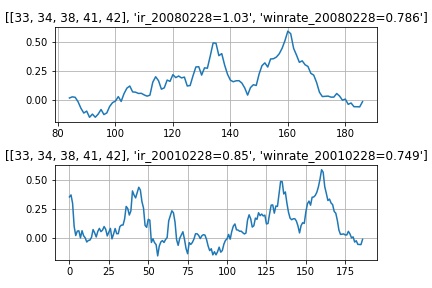 [[33, 34, 38, 41, 42], 'ir_20080228=1.03', 'winrate_20080228=0.786']
0.50
0.25
0.00
80 100 120 140 160 180
[[33, 34, 38, 41, 42], 'ir_20010228=0.85', 'winrate_20010228=0.749']
0.50
0.25
0.00
0 25 50 75 100 125 150 175